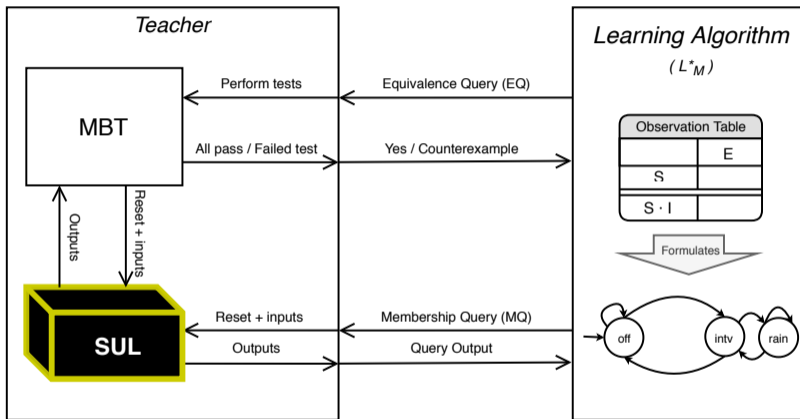 Teacher
Learning Algorithm
( L*M )
Perform tests
Equivalence Query (EQ)
MBT
All pass / Failed test
Yes / Counterexample
Observation Table
E
S
S · I
Outputs
Reset + inputs
Formulates
Reset + inputs
Membership Query (MQ)
SUL
Outputs
Query Output
off
intv
rain